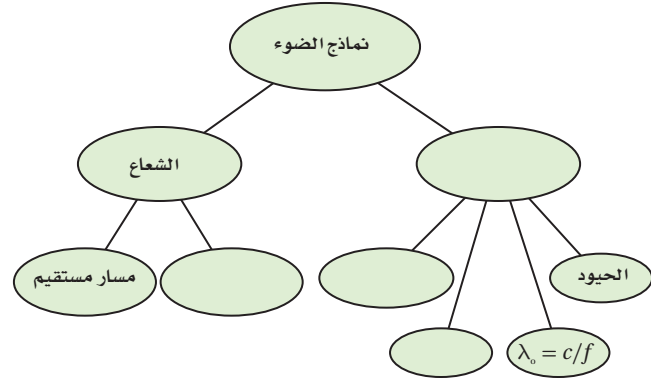 نماذج الضوء
الشعاع
مسار مستقيم
الحيود
λ₀ = c/f